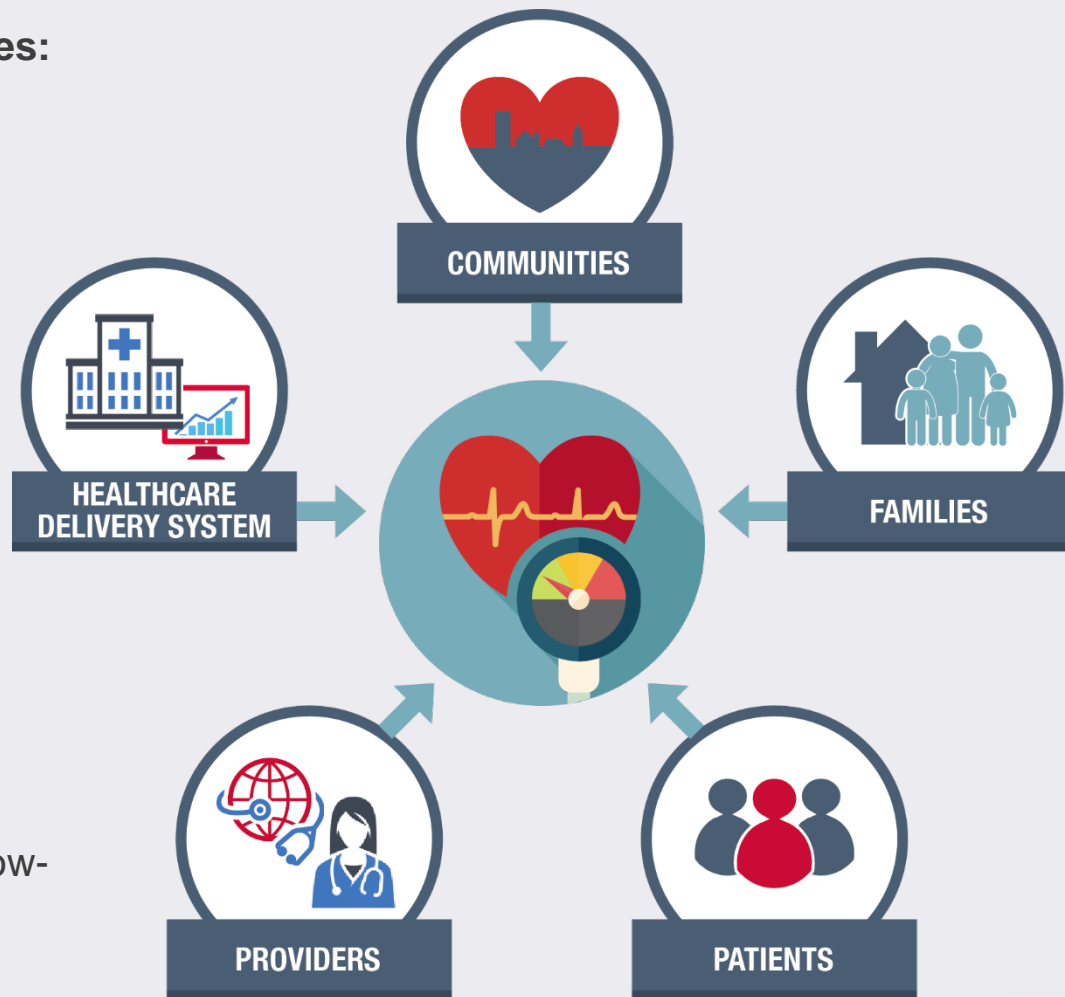 es:
COMMUNITIES
HEALTHCARE
DELIVERY SYSTEM
FAMILIES
ow-
PROVIDERS
PATIENTS